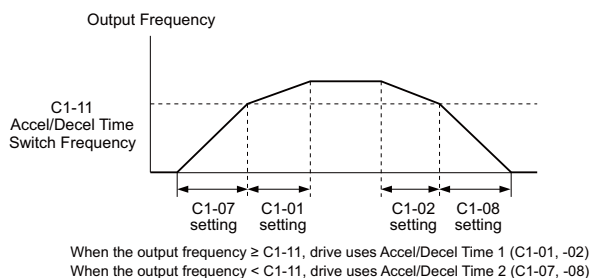 Output Frequency
C1-11
Accel/Decel Time
Switch Frequency
C1-07
setting
C1-01
setting
C1-02
setting
C1-08
setting
When the output frequency ≥ C1-11, drive uses Accel/Decel Time 1 (C1-01, -02)
When the output frequency < C1-11, drive uses Accel/Decel Time 2 (C1-07, -08)